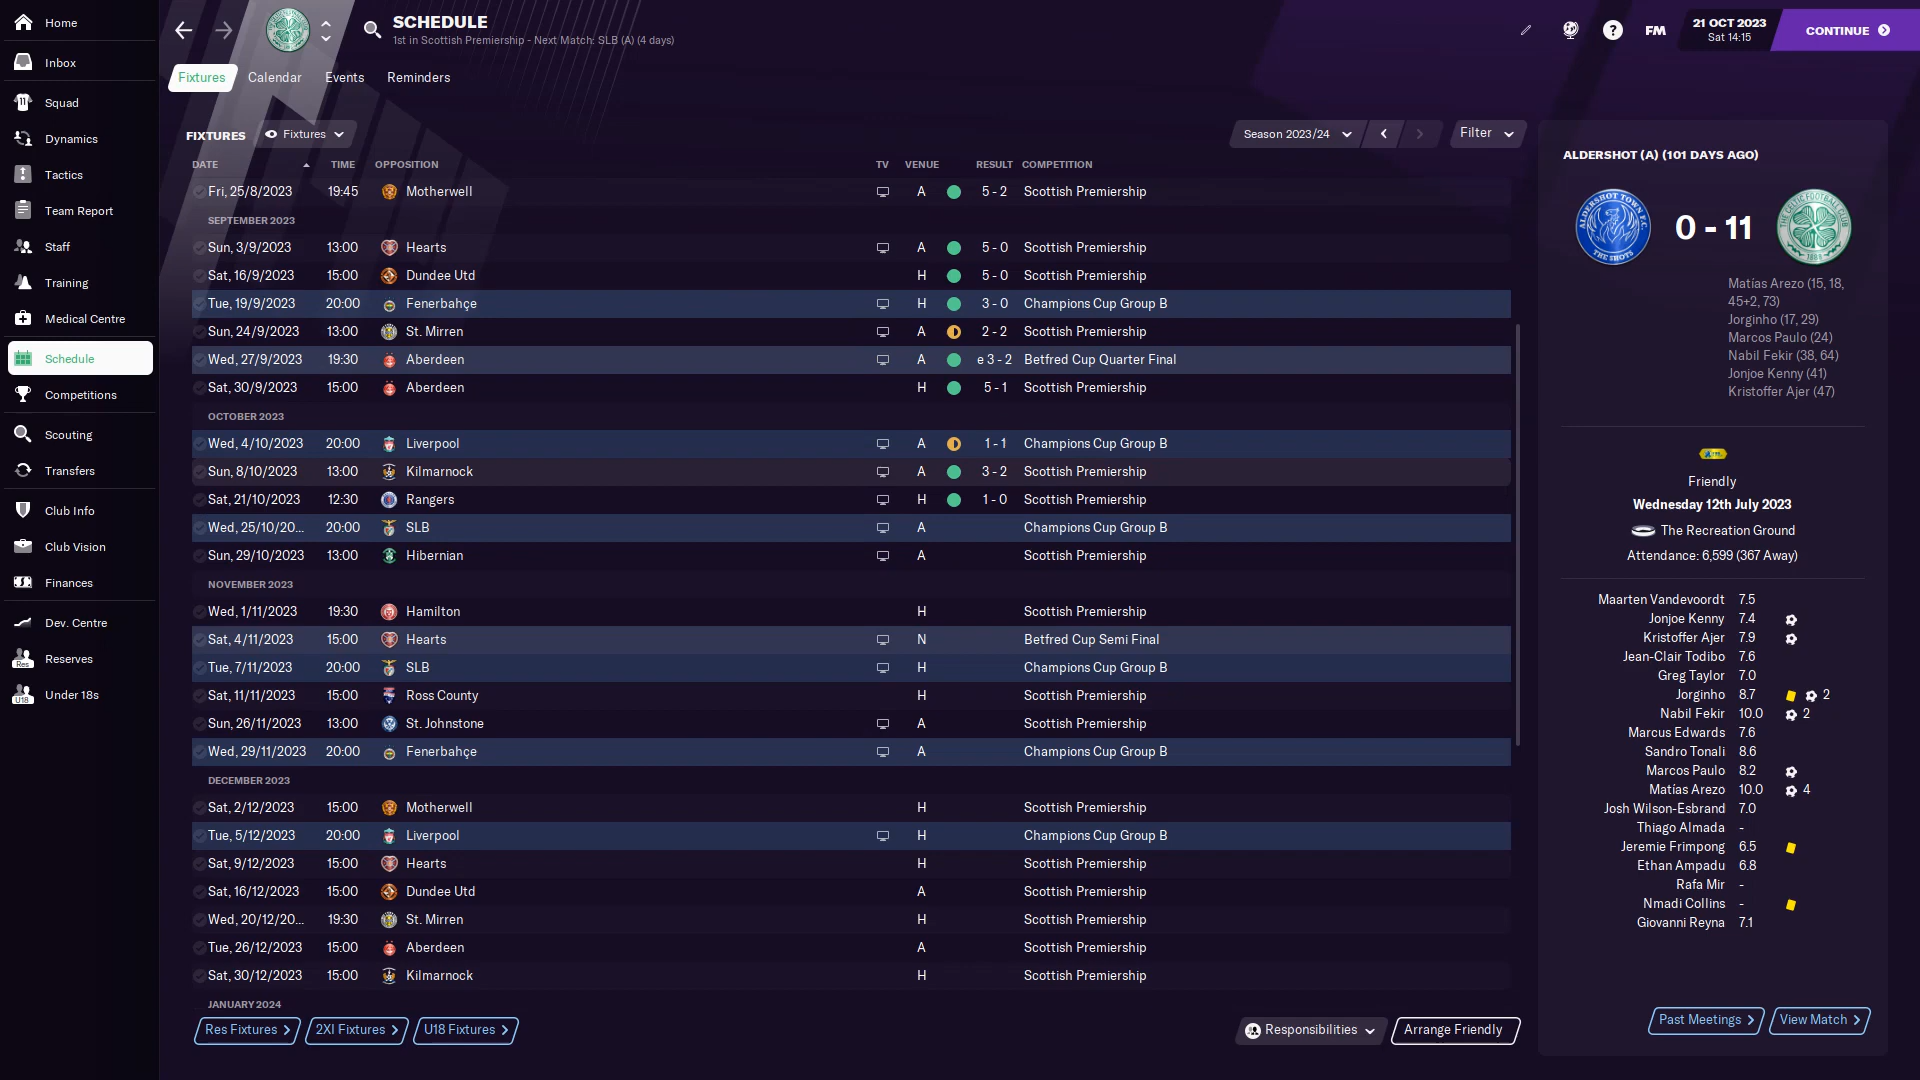 Home
Inbox
Squad
Dynamics
Tactics
Team Report
Staff
Training
Medical Centre
Schedule
Competitions
Scouting
Transfers
Club Info
Club Vision
Finances
Dev. Centre
Reserves
Under 18s
SCHEDULE
1st in Scottish Premiership - Next Match: SLB (A) (4 days)
FM
21 OCT 2023
Sat 14:15
CONTINUE
Fixtures Calendar Events Reminders
FIXTURES Fixtures Season 2023/24 Filter
DATE TIME OPPOSITION TV VENUE RESULT COMPETITION
Fri, 25/8/2023 19:45 Motherwell A 5 - 2 Scottish Premiership
SEPTEMBER 2023
Sun, 3/9/2023 13:00 Hearts A 5 - 0 Scottish Premiership
Sat, 16/9/2023 15:00 Dundee Utd H 5 - 0 Scottish Premiership
Tue, 19/9/2023 20:00 Fenerbahçe H 3 - 0 Champions Cup Group B
Sun, 24/9/2023 13:00 St. Mirren A 2 - 2 Scottish Premiership
Wed, 27/9/2023 19:30 Aberdeen A e 3 - 2 Betfred Cup Quarter Final
Sat, 30/9/2023 15:00 Aberdeen H 5 - 1 Scottish Premiership
OCTOBER 2023
Wed, 4/10/2023 20:00 Liverpool A 1 - 1 Champions Cup Group B
Sun, 8/10/2023 13:00 Kilmarnock A 3 - 2 Scottish Premiership
Sat, 21/10/2023 12:30 Rangers H 1 - 0 Scottish Premiership
Wed, 25/10/20... 20:00 SLB A Champions Cup Group B
Sun, 29/10/2023 13:00 Hibernian A Scottish Premiership
NOVEMBER 2023
Wed, 1/11/2023 19:30 Hamilton H Scottish Premiership
Sat, 4/11/2023 15:00 Hearts N Betfred Cup Semi Final
Tue, 7/11/2023 20:00 SLB H Champions Cup Group B
Sat, 11/11/2023 15:00 Ross County H Scottish Premiership
Sun, 26/11/2023 13:00 St. Johnstone A Scottish Premiership
Wed, 29/11/2023 20:00 Fenerbahçe A Champions Cup Group B
DECEMBER 2023
Sat, 2/12/2023 15:00 Motherwell H Scottish Premiership
Tue, 5/12/2023 20:00 Liverpool H Champions Cup Group B
Sat, 9/12/2023 15:00 Hearts H Scottish Premiership
Sat, 16/12/2023 15:00 Dundee Utd A Scottish Premiership
Wed, 20/12/20... 19:30 St. Mirren H Scottish Premiership
Tue, 26/12/2023 15:00 Aberdeen A Scottish Premiership
Sat, 30/12/2023 15:00 Kilmarnock H Scottish Premiership
JANUARY 2024
Res Fixtures 2XI Fixtures U18 Fixtures Responsibilities Arrange Friendly
ALDERSHOT (A) (101 DAYS AGO)
ALDERSHOT TOWN F.C. THE SHOTS
0 - 11
THE CELTIC FOOTBALL CLUB 1888
Matías Arezo (15, 18,
45+2, 73)
Jorginho (17, 29)
Marcos Paulo (24)
Nabil Fekir (38, 64)
Jonjoe Kenny (41)
Kristoffer Ajer (47)
Friendly
Wednesday 12th July 2023
The Recreation Ground
Attendance: 6,599 (367 Away)
Maarten Vandevoordt 7.5
Jonjoe Kenny 7.4
Kristoffer Ajer 7.9
Jean-Clair Todibo 7.6
Greg Taylor 7.0
Jorginho 8.7 2
Nabil Fekir 10.0 2
Marcus Edwards 7.6
Sandro Tonali 8.6
Marcos Paulo 8.2
Matías Arezo 10.0 4
Josh Wilson-Esbrand 7.0
Thiago Almada -
Jeremie Frimpong 6.5
Ethan Ampadu 6.8
Rafa Mir -
Nmadi Collins -
Giovanni Reyna 7.1
Past Meetings View Match